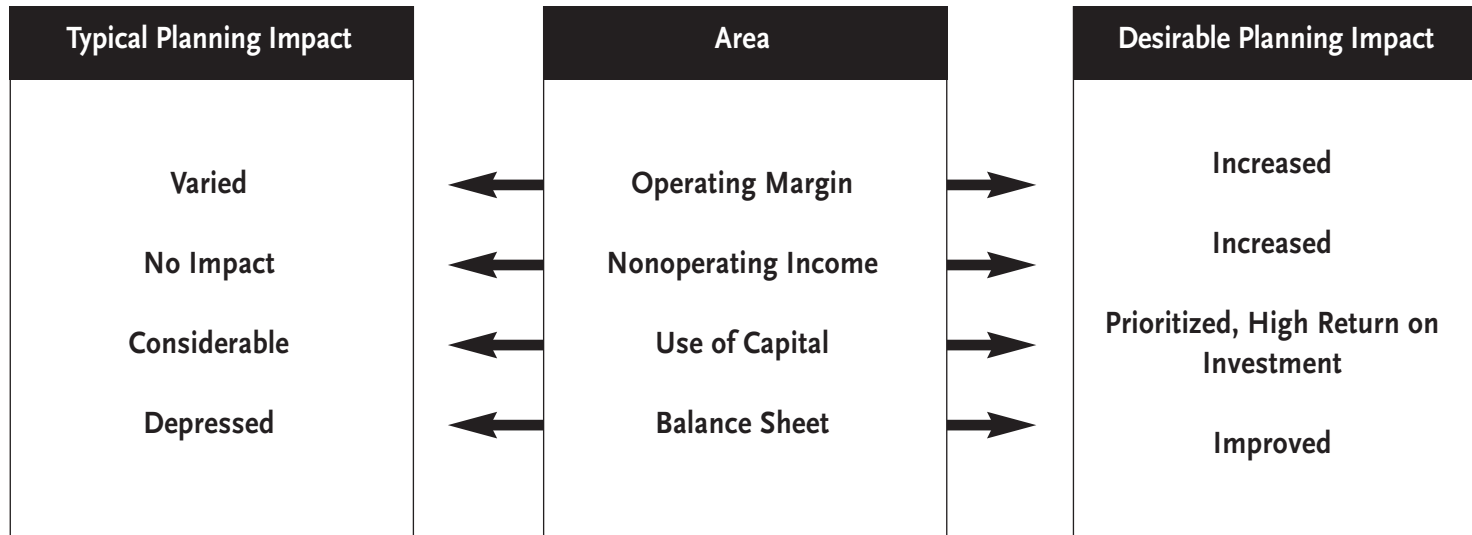 Typical Planning Impact
Area
Desirable Planning Impact
Varied
Operating Margin
Increased
No Impact
Nonoperating Income
Increased
Considerable
Use of Capital
Prioritized, High Return on
Investment
Depressed
Balance Sheet
Improved